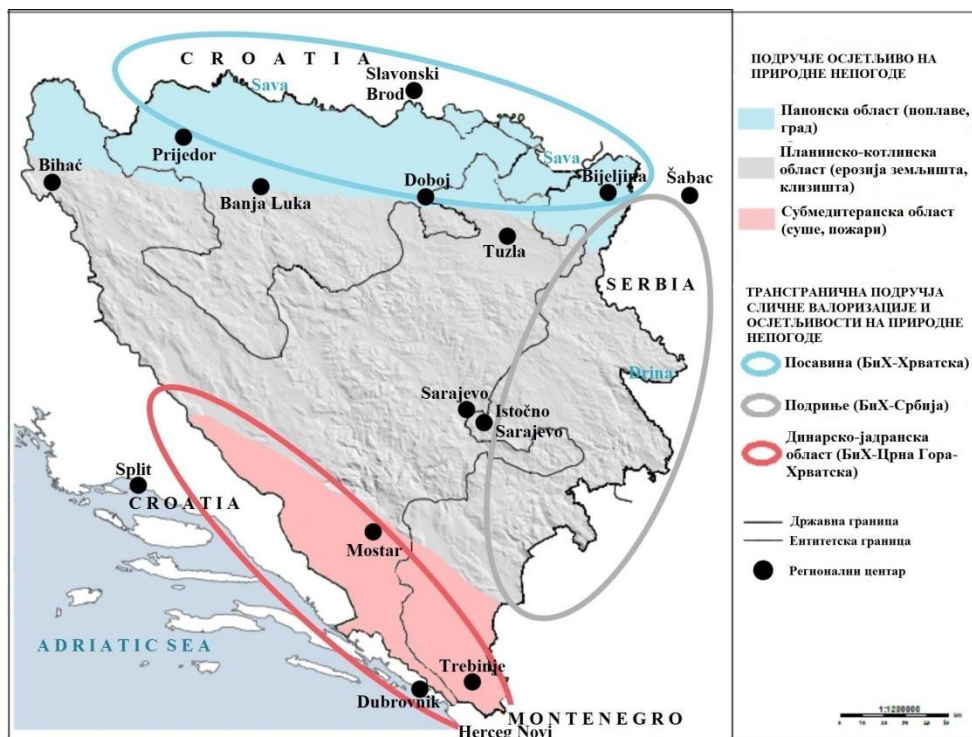 C R O A T I A
Slavonski
Brod
Sava
Prijedor
Sava
Bihać
Banja Luka
Doboj
Bijeljina
Šabac
Tuzla
SERBIA
Drina
Sarajevo
Istočno
Sarajevo
Split
C R O A T I A
Mostar
ADRIATIC SEA
Trebinje
Dubrovnik
MONTENEGRO
Herceg Novi
ПОДРУЧЈЕ ОСЈЕТЉИВО НА
ПРИРОДНЕ НЕПОГОДЕ
Панонска област (поплаве,
град)
Планинско-котлинска
област (ерозија земљишта,
клизишта)
Субмедитеранска област
(суше, пожари)
ТРАНСГРАНИЧНА ПОДРУЧЈА
СЛИЧНЕ ВАЛОРИЗАЦИЈЕ И
ОСЈЕТЉИВОСТИ НА ПРИРОДНЕ
НЕПОГОДЕ
Посавина (БиХ-Хрватска)
Подриње (БиХ-Србија)
Динарско-јадранска
област (БиХ-Црна Гора-
Хрватска)
Државна граница
Ентитетска граница
Регионални центар
1:1200000